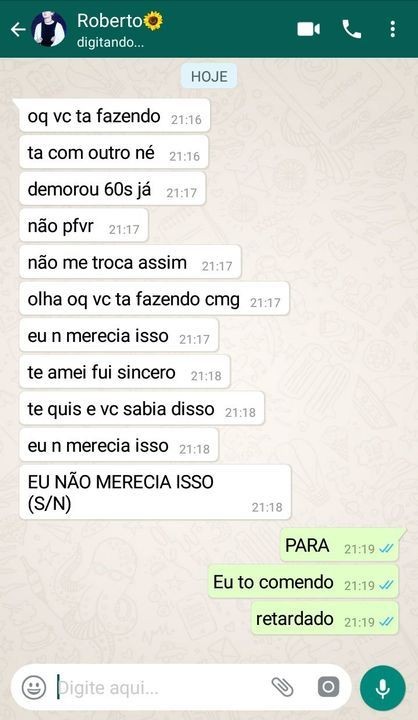 Roberto🌻
digitando...
HOJE
oq vc ta fazendo 21:16
ta com outro né 21:16
demorou 60s já 21:17
não pfvr 21:17
não me troca assim 21:17
olha oq vc ta fazendo cmg 21:17
eu n merecia isso 21:17
te amei fui sincero 21:18
te quis e vc sabia disso 21:18
eu n merecia isso 21:18
EU NÃO MERECIA ISSO
(S/N) 21:18
PARA 21:19
Eu to comendo 21:19
retardado 21:19
Digite aqui...